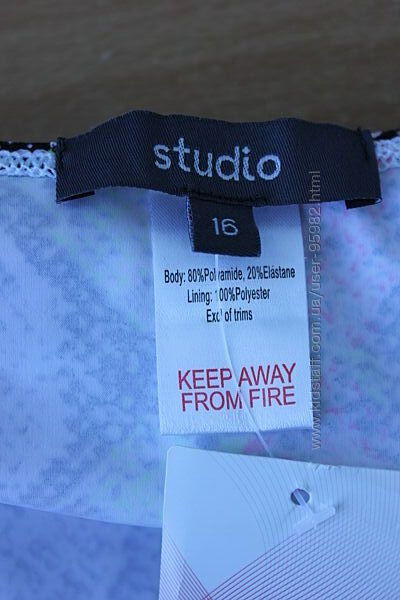 studio
16
Body: 80%Polyamide, 20%Elastane
Lining: 100%Polyester
Excl of trims
KEEP AWAY
FROM FIRE
www.kidstaff.com.ua/user-95982.html